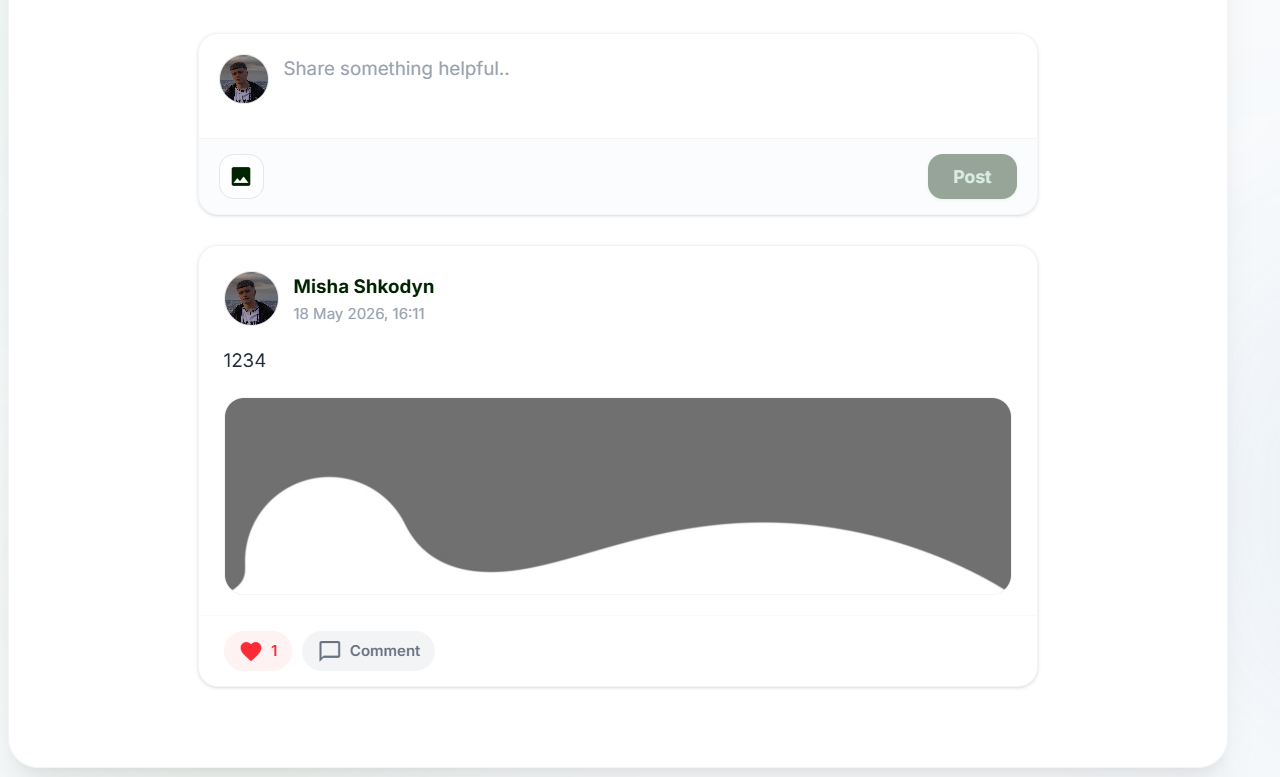 Share something helpful..
Post
Misha Shkodyn
18 May 2026, 16:11
1234
1
Comment